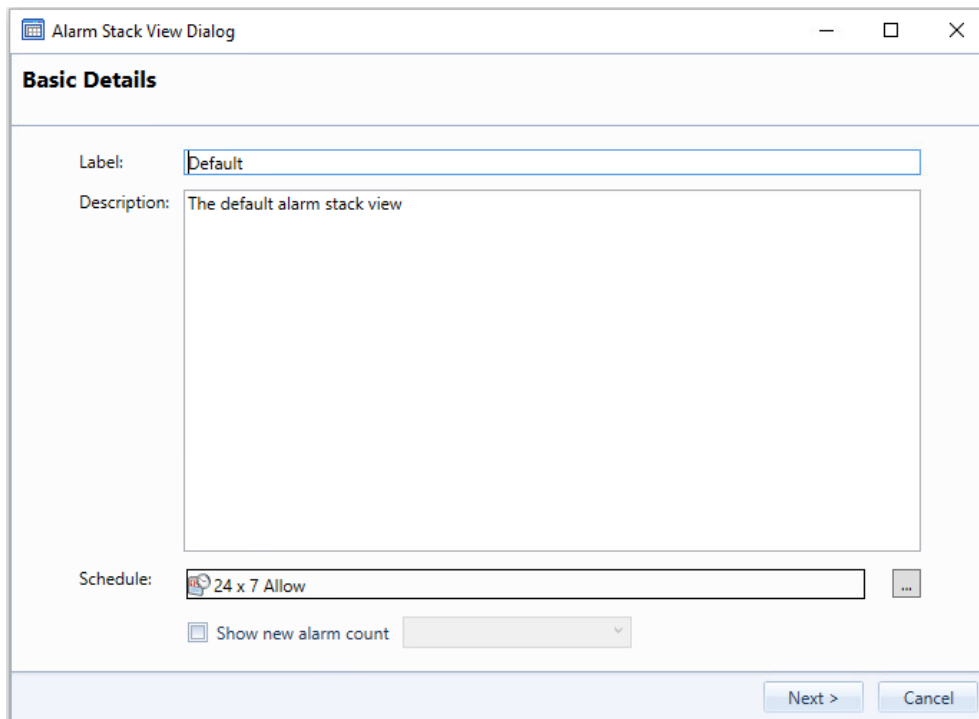 Alarm Stack View Dialog
Basic Details
Label: Default
Description: The default alarm stack view
Schedule: 24 x 7 Allow ...
Show new alarm count
Next > Cancel